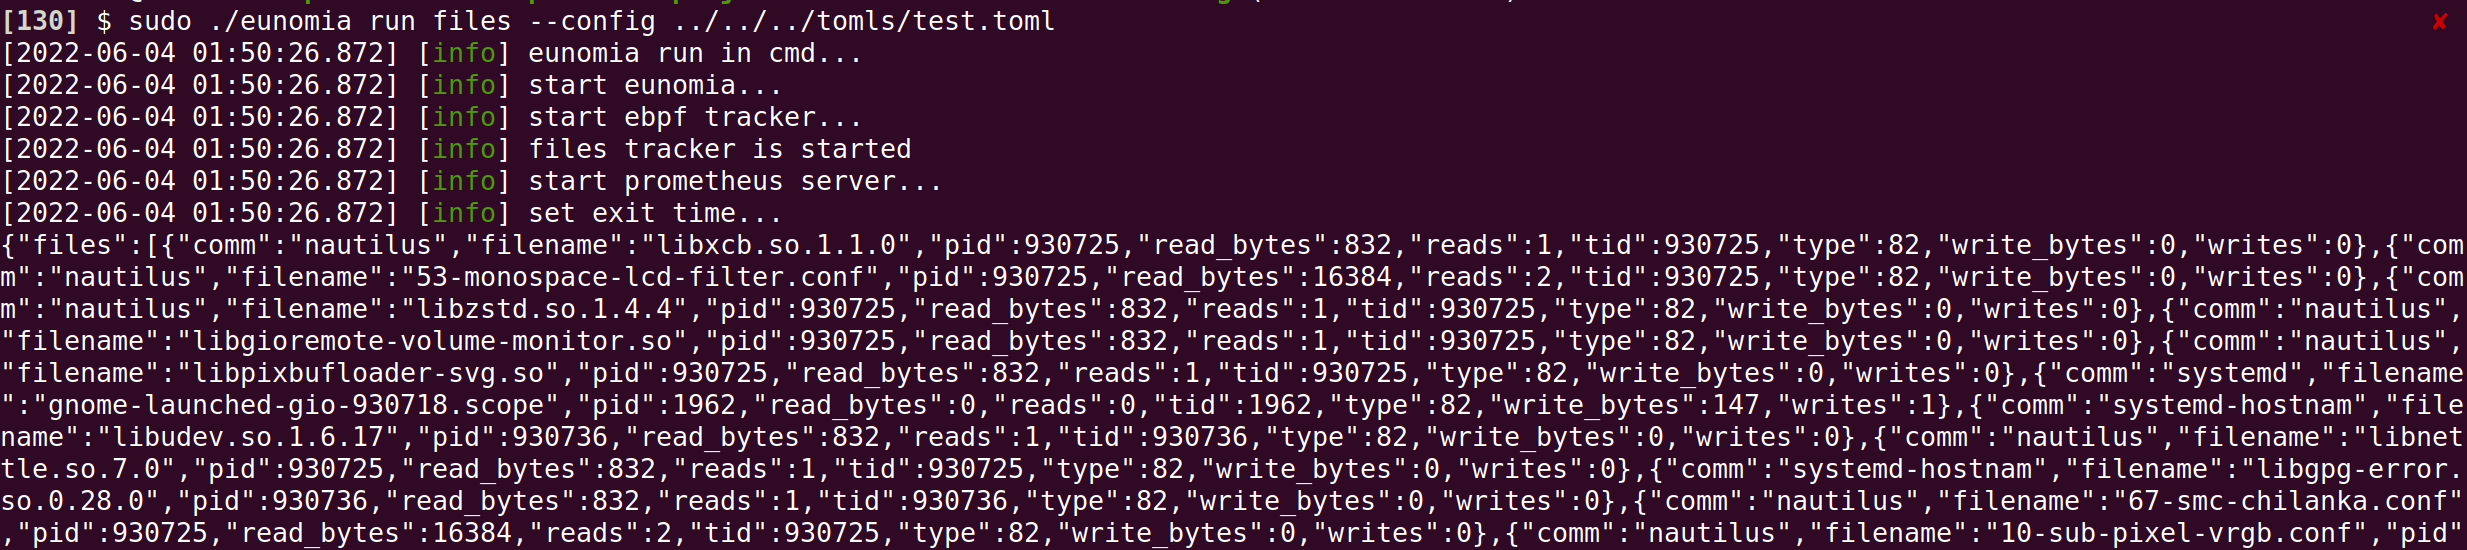 [130] $ sudo ./eunomia run files --config ../../../tomls/test.toml ✘
[2022-06-04 01:50:26.872] [info] eunomia run in cmd...
[2022-06-04 01:50:26.872] [info] start eunomia...
[2022-06-04 01:50:26.872] [info] start ebpf tracker...
[2022-06-04 01:50:26.872] [info] files tracker is started
[2022-06-04 01:50:26.872] [info] start prometheus server...
[2022-06-04 01:50:26.872] [info] set exit time...
{"files":[{"comm":"nautilus","filename":"libxcb.so.1.1.0","pid":930725,"read_bytes":832,"reads":1,"tid":930725,"type":82,"write_bytes":0,"writes":0},{"com
m":"nautilus","filename":"53-monospace-lcd-filter.conf","pid":930725,"read_bytes":16384,"reads":2,"tid":930725,"type":82,"write_bytes":0,"writes":0},{"com
m":"nautilus","filename":"libzstd.so.1.4.4","pid":930725,"read_bytes":832,"reads":1,"tid":930725,"type":82,"write_bytes":0,"writes":0},{"comm":"nautilus",
"filename":"libgioremote-volume-monitor.so","pid":930725,"read_bytes":832,"reads":1,"tid":930725,"type":82,"write_bytes":0,"writes":0},{"comm":"nautilus",
"filename":"libpixbufloader-svg.so","pid":930725,"read_bytes":832,"reads":1,"tid":930725,"type":82,"write_bytes":0,"writes":0},{"comm":"systemd","filename
":"gnome-launched-gio-930718.scope","pid":1962,"read_bytes":0,"reads":0,"tid":1962,"type":82,"write_bytes":147,"writes":1},{"comm":"systemd-hostnam","file
name":"libudev.so.1.6.17","pid":930736,"read_bytes":832,"reads":1,"tid":930736,"type":82,"write_bytes":0,"writes":0},{"comm":"nautilus","filename":"libnet
tle.so.7.0","pid":930725,"read_bytes":832,"reads":1,"tid":930725,"type":82,"write_bytes":0,"writes":0},{"comm":"systemd-hostnam","filename":"libgpg-error.
so.0.28.0","pid":930736,"read_bytes":832,"reads":1,"tid":930736,"type":82,"write_bytes":0,"writes":0},{"comm":"nautilus","filename":"67-smc-chilanka.conf"
,"pid":930725,"read_bytes":16384,"reads":2,"tid":930725,"type":82,"write_bytes":0,"writes":0},{"comm":"nautilus","filename":"10-sub-pixel-vrgb.conf","pid"